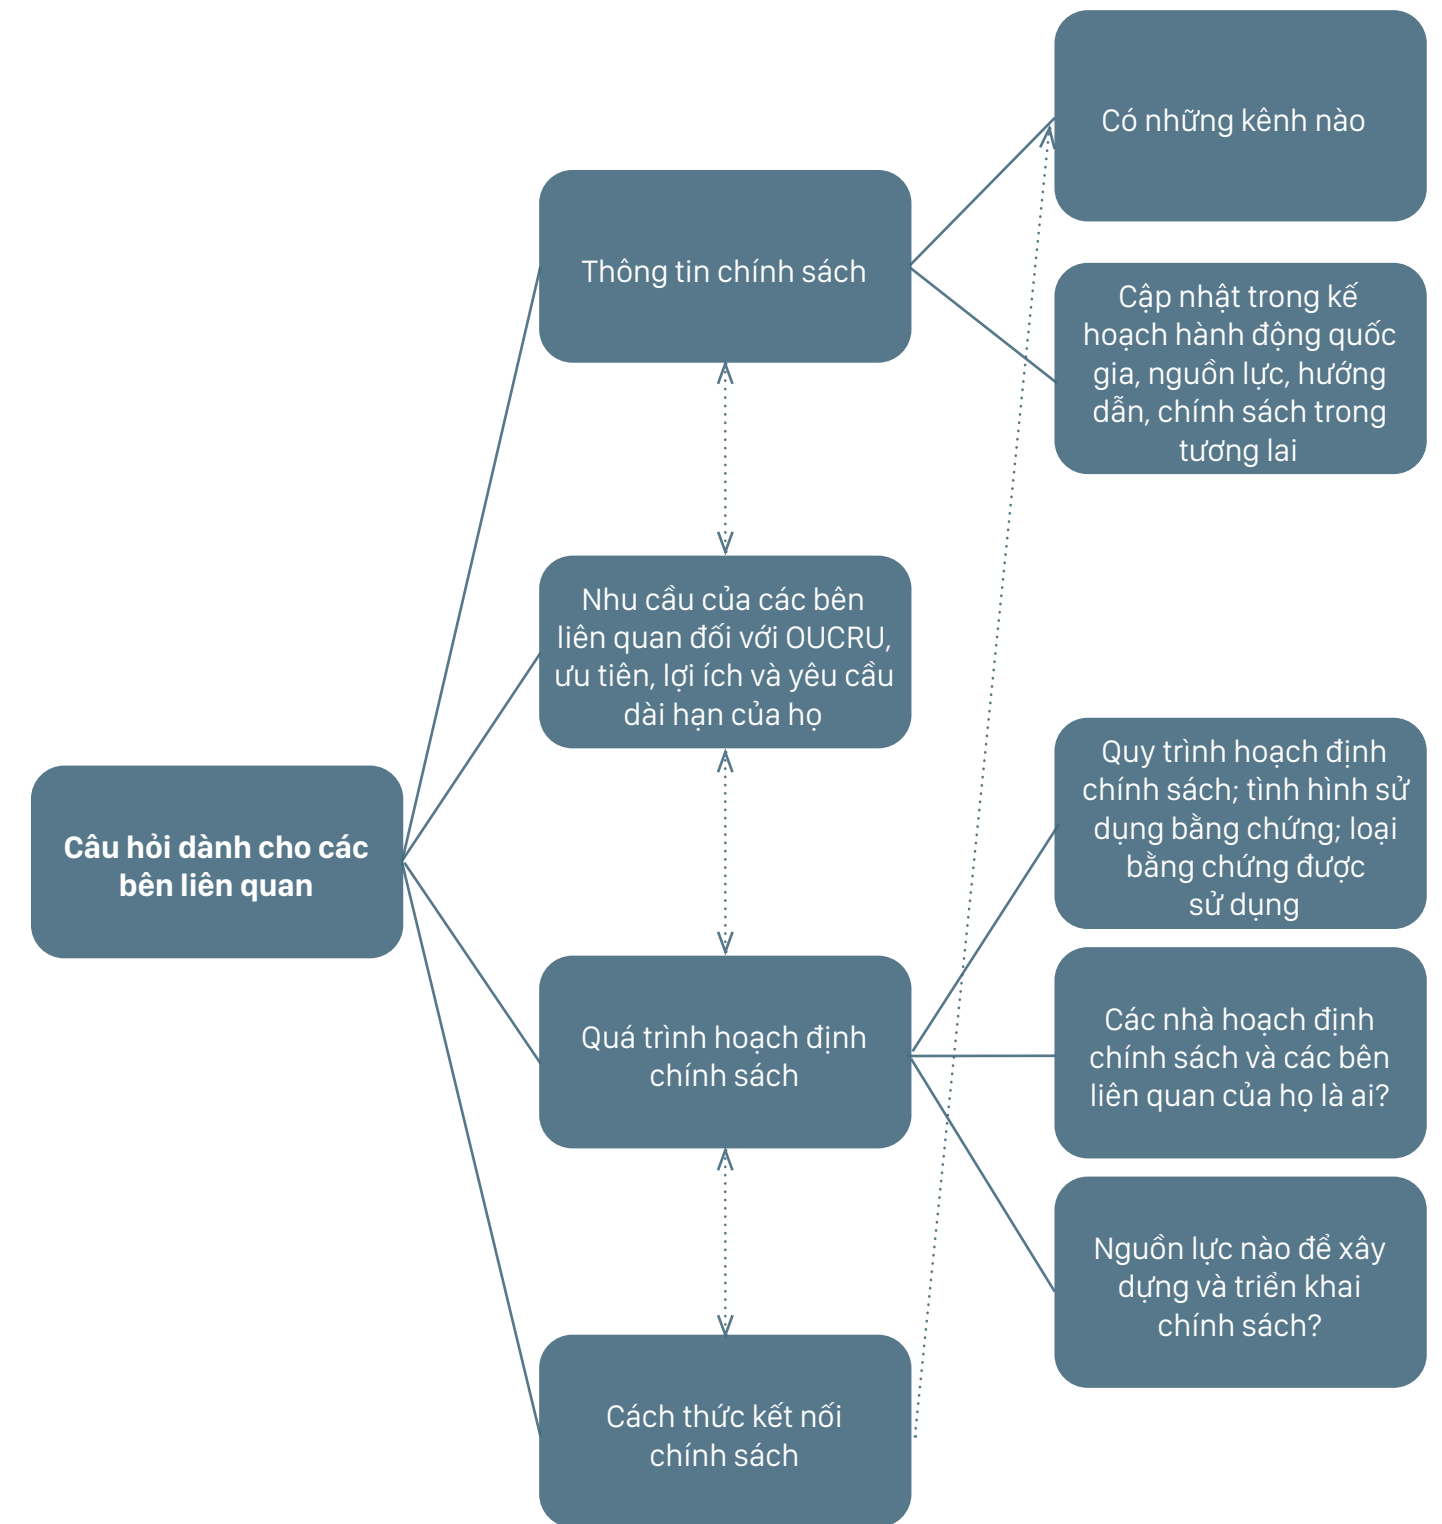 Câu hỏi dành cho các
bên liên quan
Thông tin chính sách
Có những kênh nào
Cập nhật trong kế
hoạch hành động quốc
gia, nguồn lực, hướng
dẫn, chính sách trong
tương lai
Nhu cầu của các bên
liên quan đối với OUCRU,
ưu tiên, lợi ích và yêu cầu
dài hạn của họ
Quá trình hoạch định
chính sách
Quy trình hoạch định
chính sách; tình hình sử
dụng bằng chứng; loại
bằng chứng được
sử dụng
Các nhà hoạch định
chính sách và các bên
liên quan của họ là ai?
Nguồn lực nào để xây
dựng và triển khai
chính sách?
Cách thức kết nối
chính sách